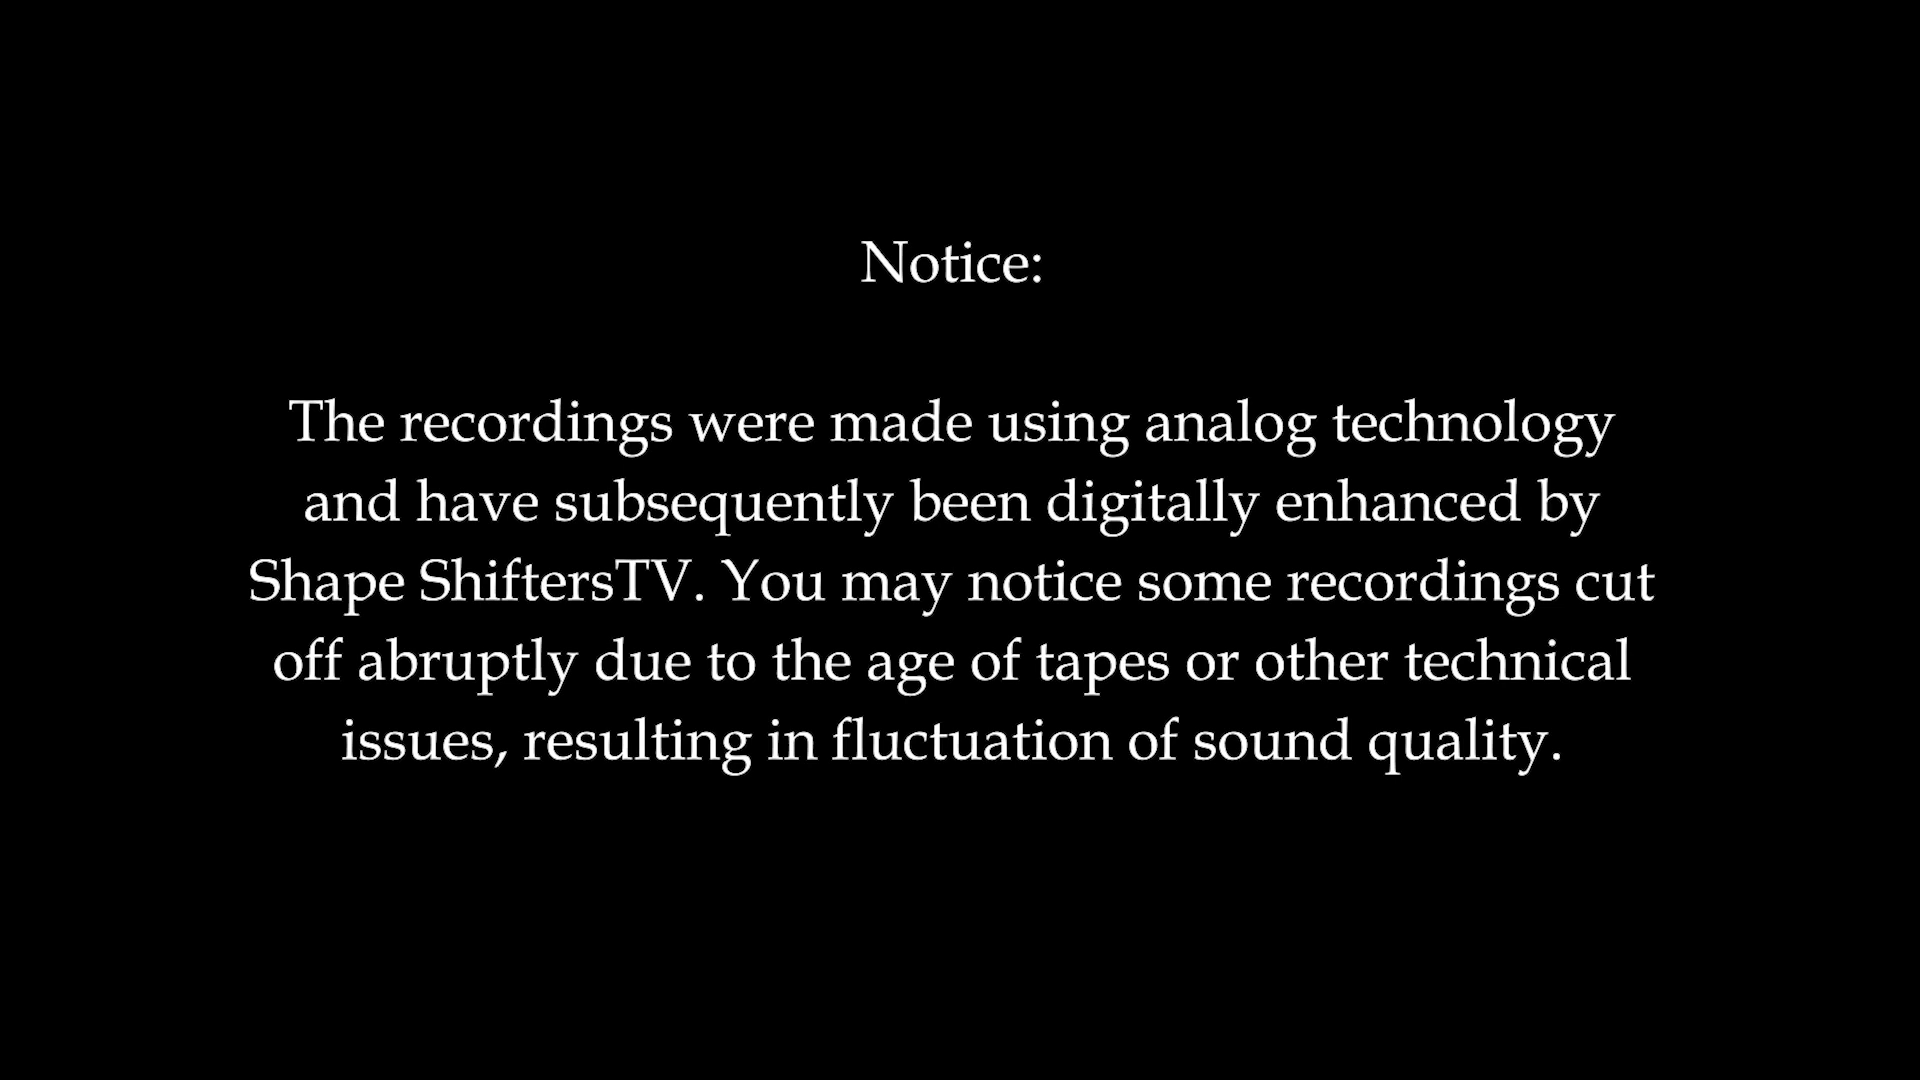 Notice:
The recordings were made using analog technology
and have subsequently been digitally enhanced by
Shape ShiftersTV. You may notice some recordings cut
off abruptly due to the age of tapes or other technical
issues, resulting in fluctuation of sound quality.